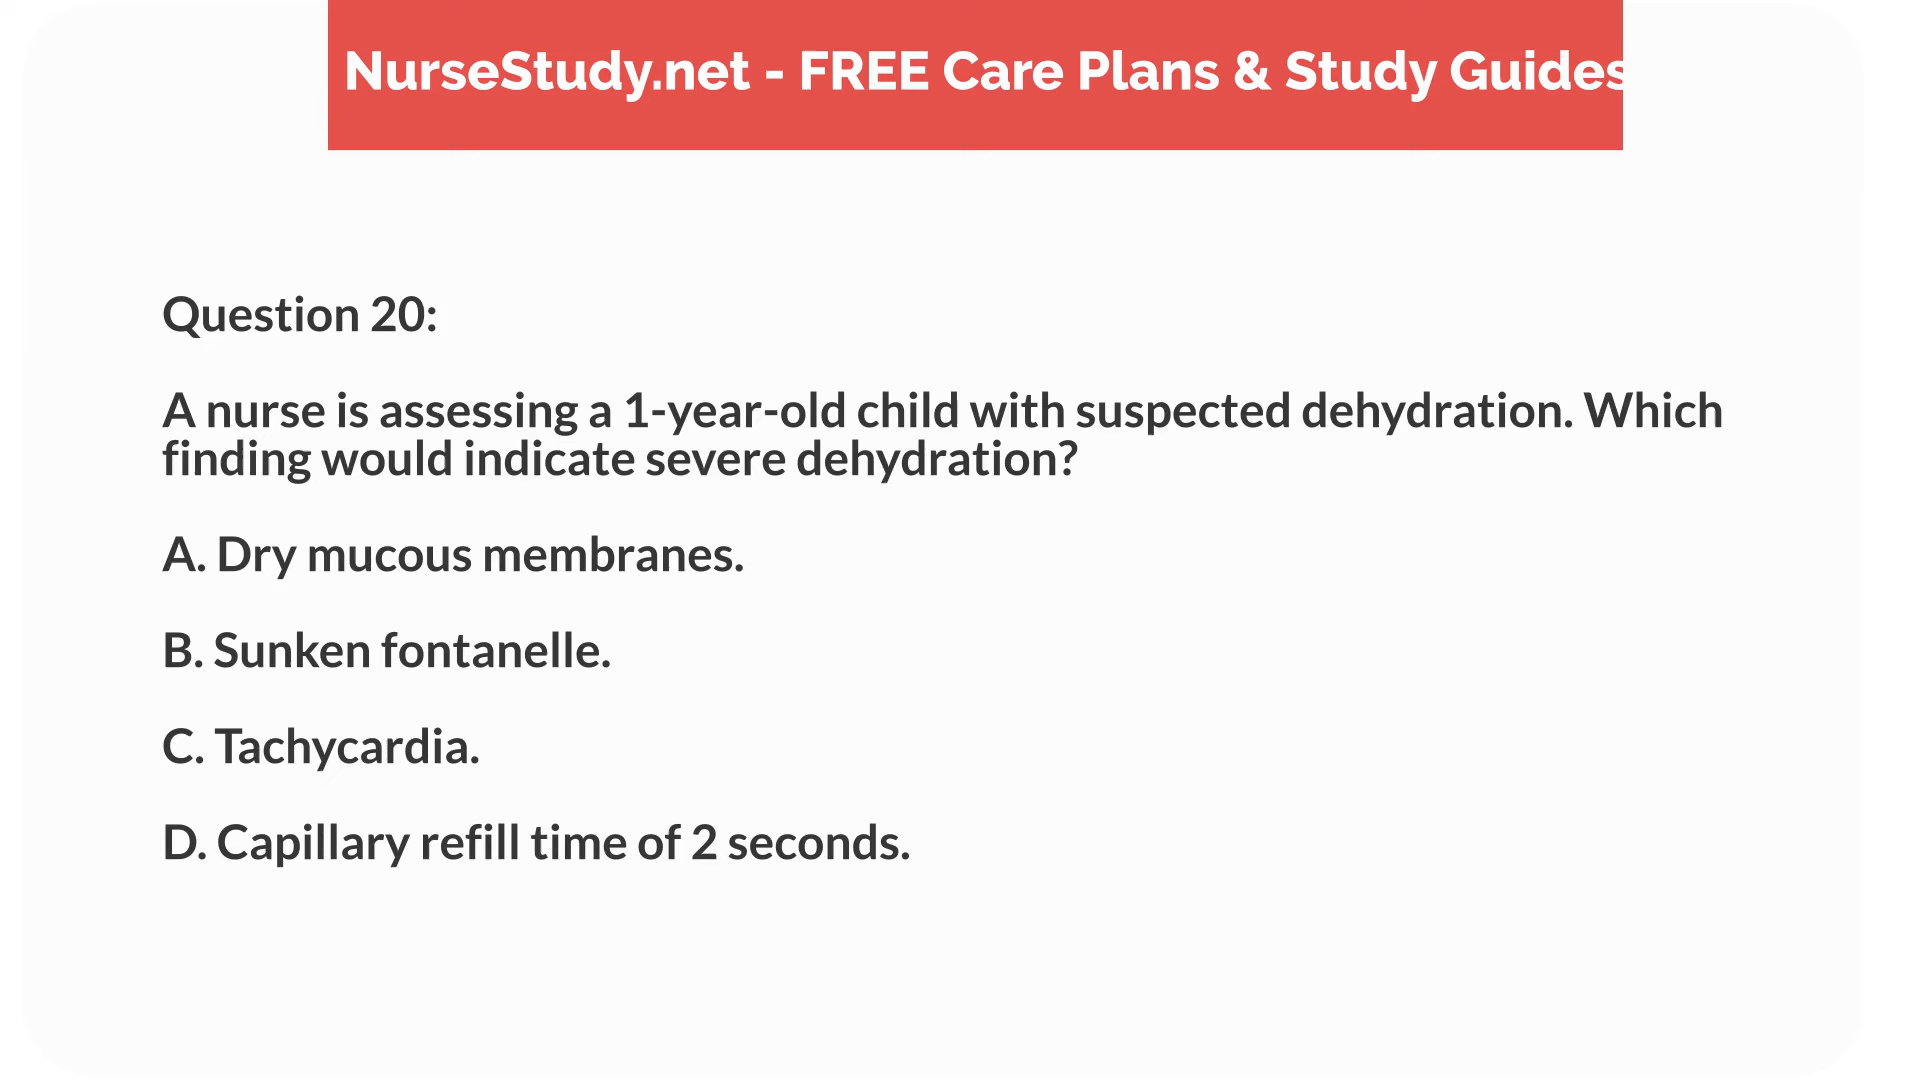 NurseStudy.net - FREE Care Plans & Study Guides
Question 20:
A nurse is assessing a 1-year-old child with suspected dehydration. Which
finding would indicate severe dehydration?
A. Dry mucous membranes.
B. Sunken fontanelle.
C. Tachycardia.
D. Capillary refill time of 2 seconds.